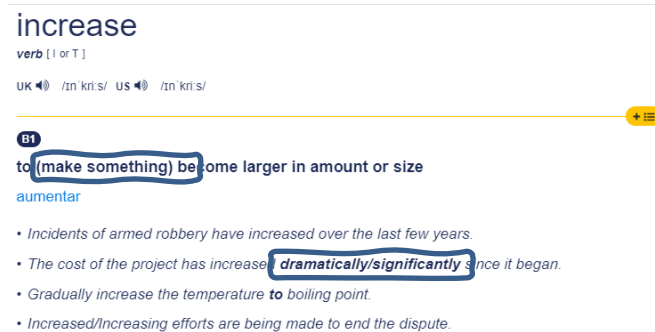 increase
verb [ I or T ]
UK /ɪnˈkriːs/ US /ɪnˈkriːs/
+
B1
to (make something) become larger in amount or size
aumentar
• Incidents of armed robbery have increased over the last few years.
• The cost of the project has increased dramatically/significantly since it began.
• Gradually increase the temperature to boiling point.
• Increased/Increasing efforts are being made to end the dispute.